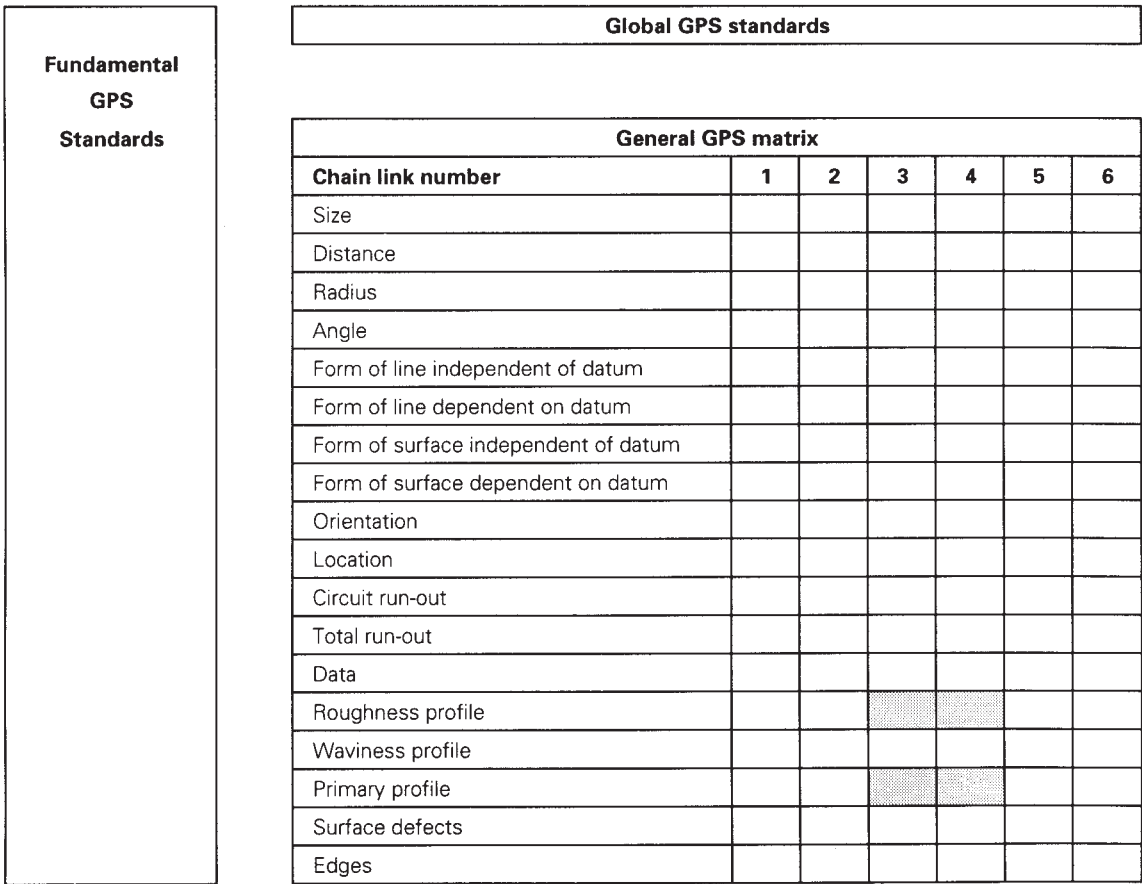 Fundamental
GPS
Standards
Global GPS standards
General GPS matrix
Chain link number 1 2 3 4 5 6
Size
Distance
Radius
Angle
Form of line independent of datum
Form of line dependent on datum
Form of surface independent of datum
Form of surface dependent on datum
Orientation
Location
Circuit run-out
Total run-out
Data
Roughness profile
Waviness profile
Primary profile
Surface defects
Edges